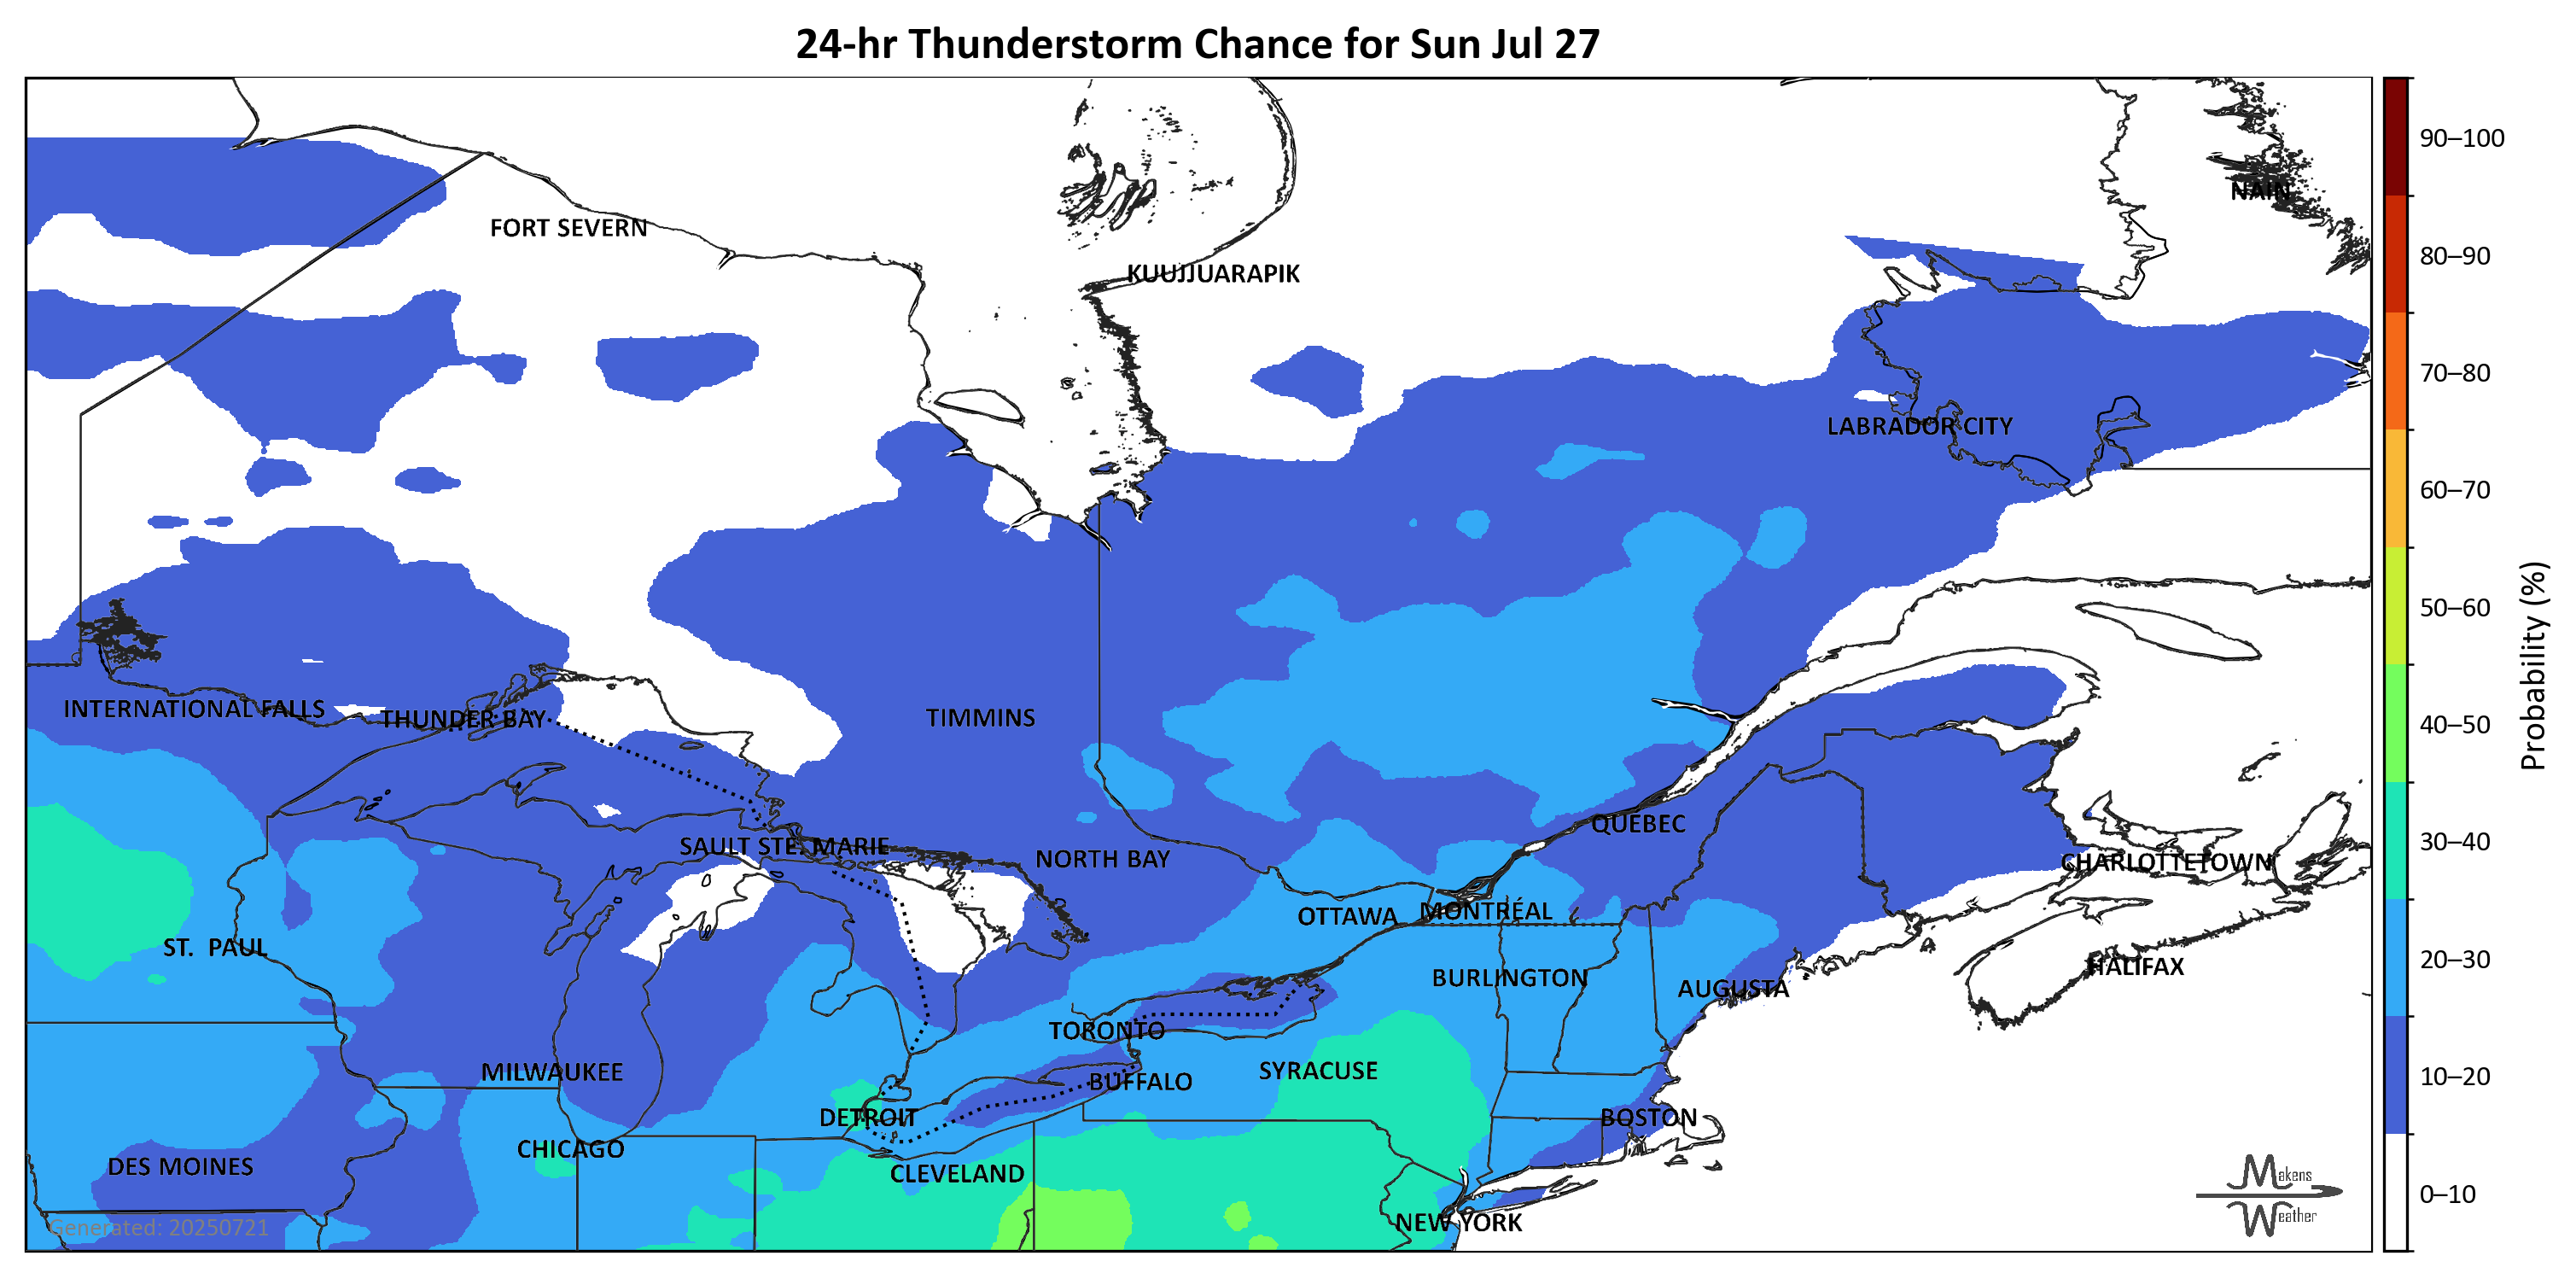 24-hr Thunderstorm Chance for Sun Jul 27
90–100
NAIN
FORT SEVERN
80–90
KUUJJUARAPIK
70–80
LABRADOR CITY
60–70
50–60
Probability (%)
INTERNATIONAL FALLS
THUNDER BAY
TIMMINS
40–50
QUEBEC
SAULT STE. MARIE
NORTH BAY
30–40
CHARLOTTETOWN
OTTAWA
MONTRÉAL
ST. PAUL
20–30
HALIFAX
BURLINGTON
AUGUSTA
TORONTO
MILWAUKEE
SYRACUSE
BUFFALO
10–20
DETROIT
BOSTON
CHICAGO
DES MOINES
CLEVELAND
Makens
Weather
0–10
NEW YORK
Generated: 20250721